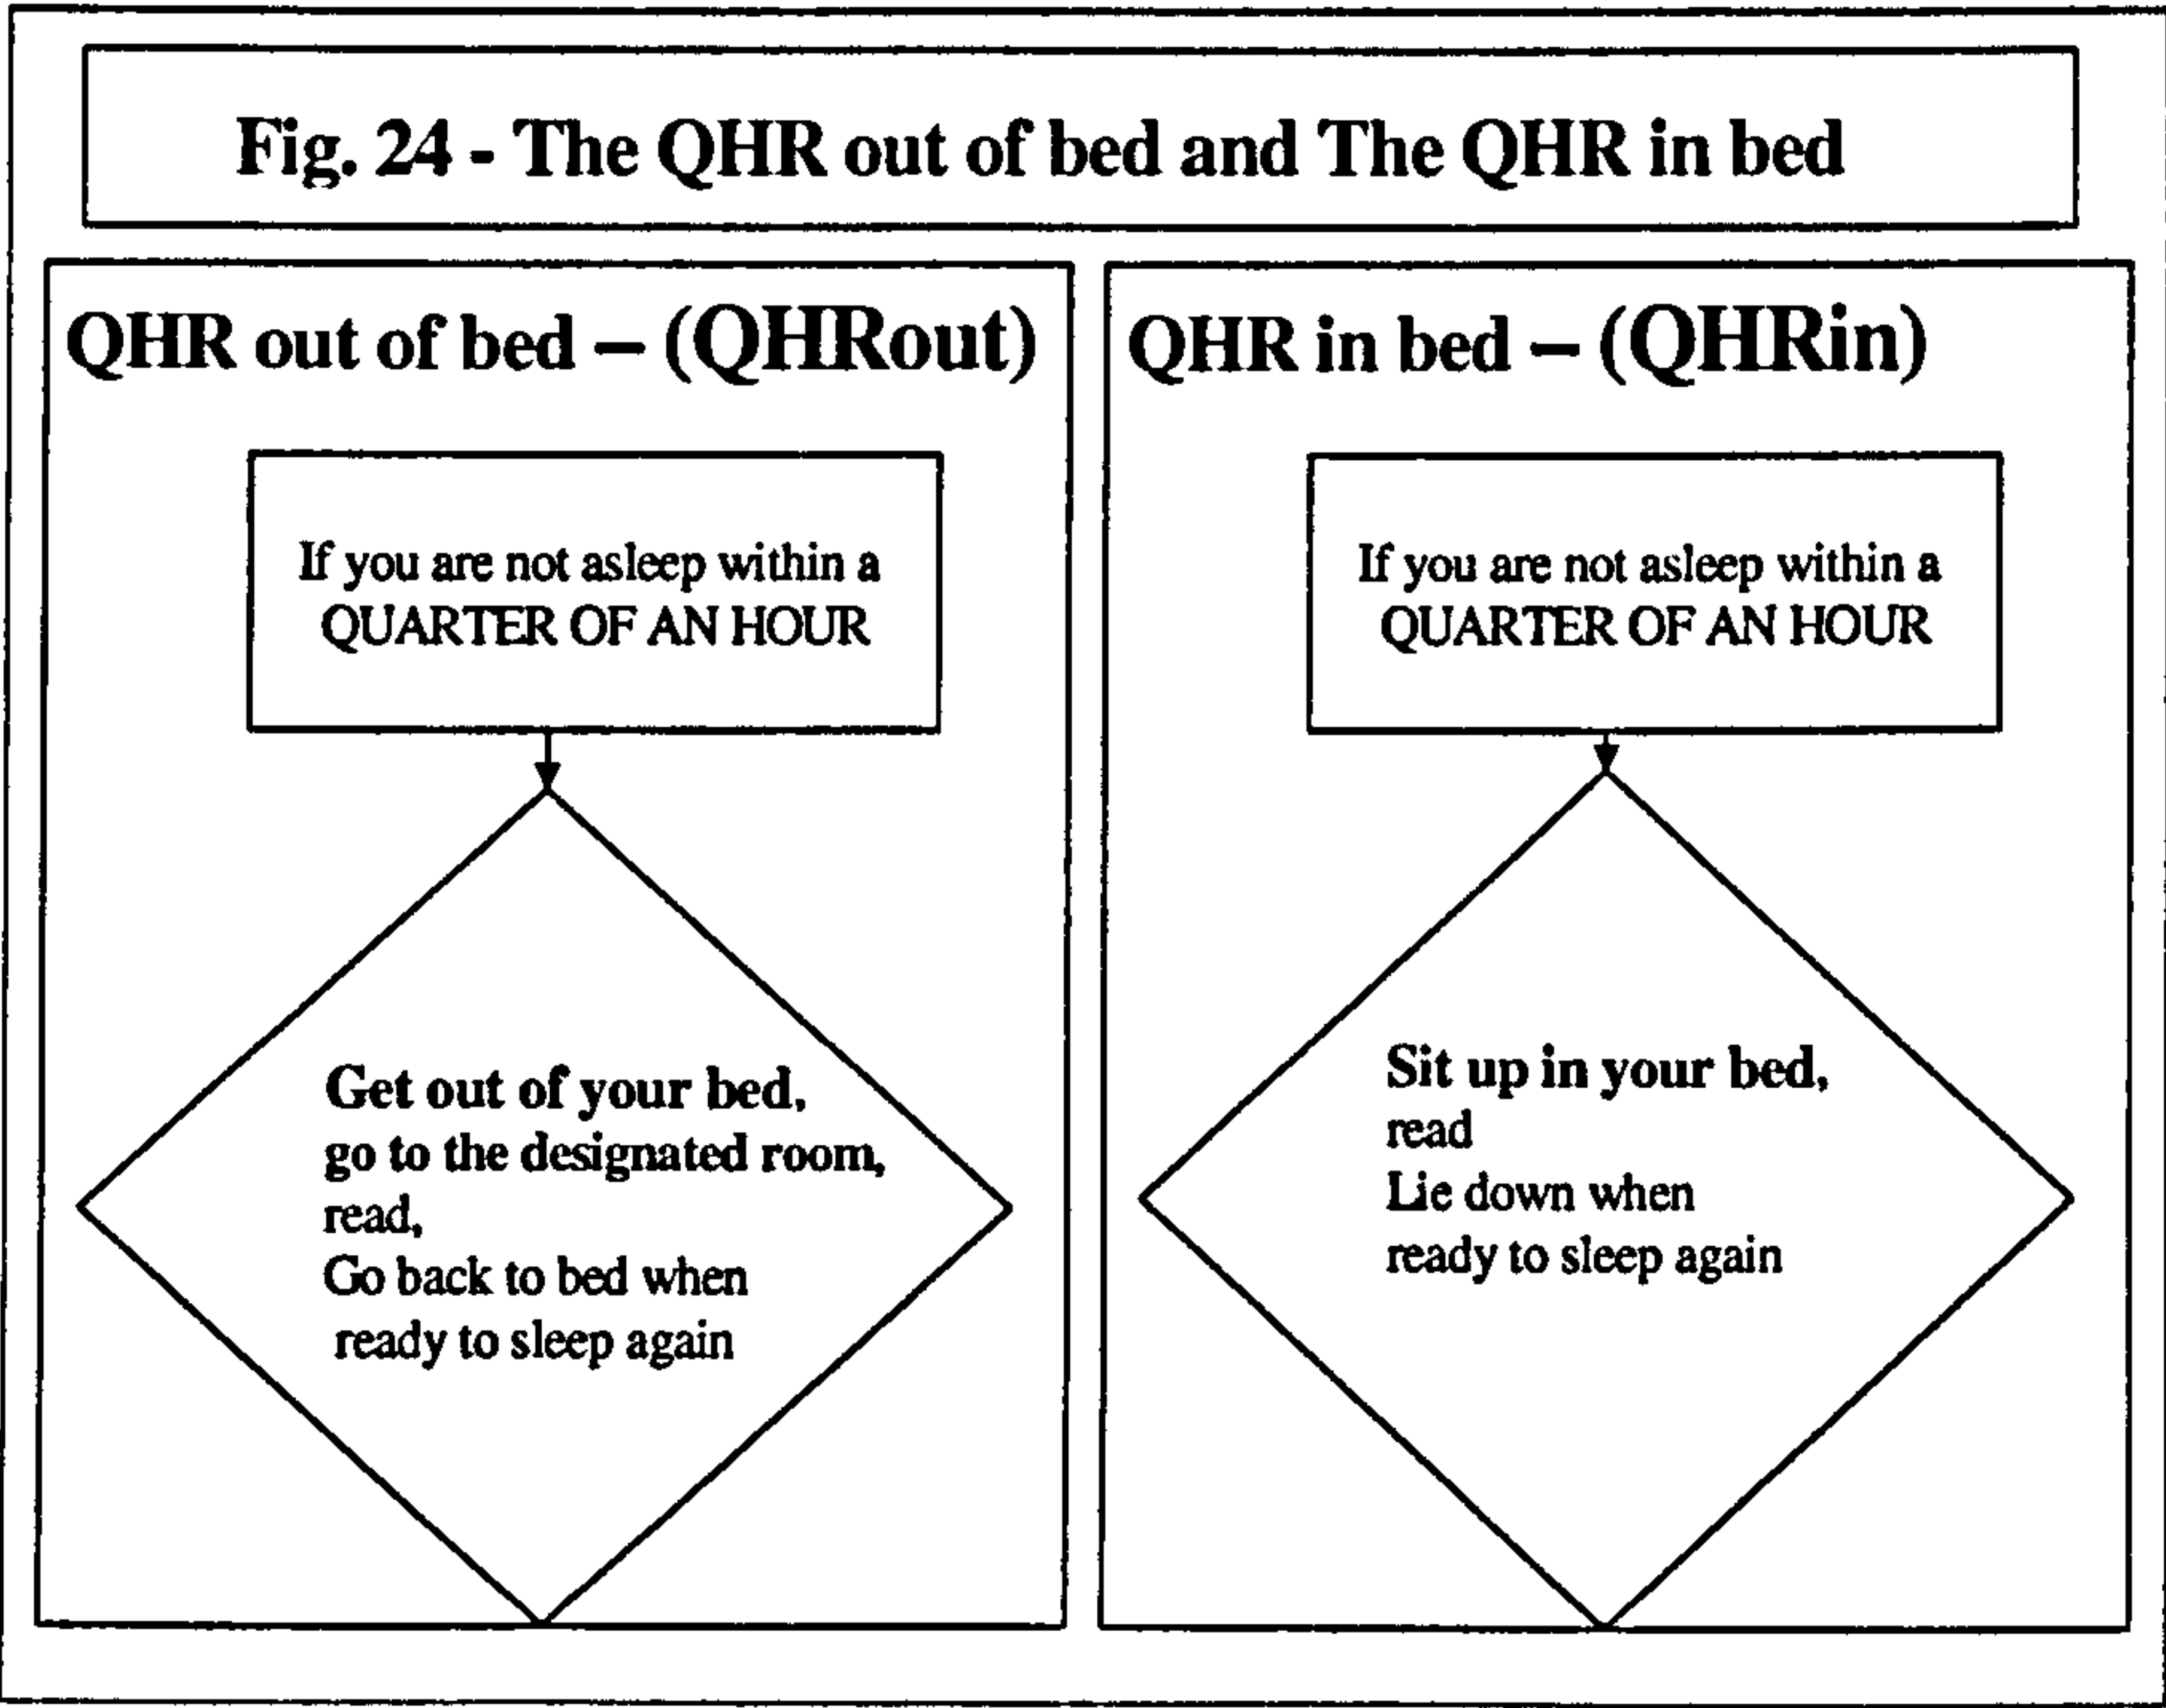 Fig. 24 - The QHR out of bed and The QHR in bed
QHR out of bed – (QHRout)
If you are not asleep within a
QUARTER OF AN HOUR
Get out of your bed,
go to the designated room,
read,
Go back to bed when
ready to sleep again
QHR in bed – (QHRin)
If you are not asleep within a
QUARTER OF AN HOUR
Sit up in your bed,
read
Lie down when
ready to sleep again